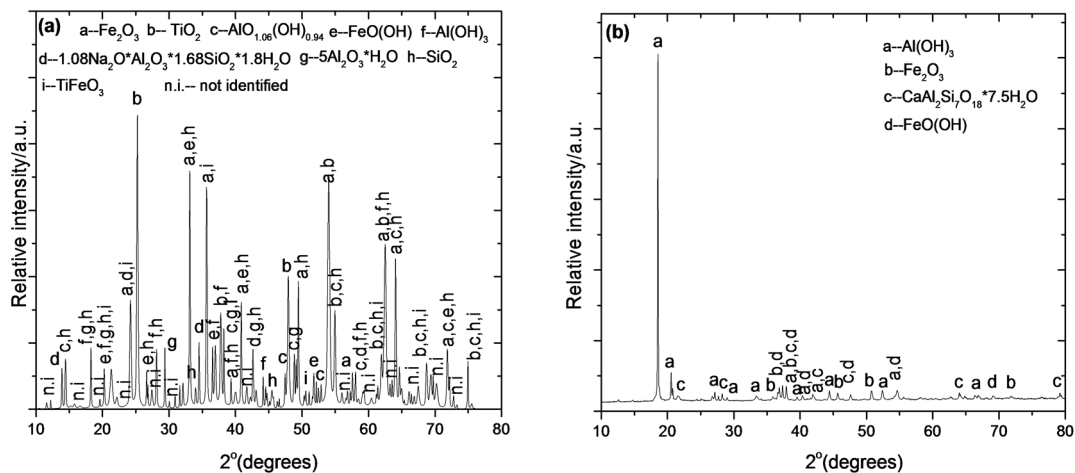 (a) a--Fe₂O₃ b-- TiO₂ c--AlO₁.₀₆(OH)₀.₉₄ e--FeO(OH) f--Al(OH)₃
d--1.08Na₂O*Al₂O₃*1.68SiO₂*1.8H₂O g--5Al₂O₃*H₂O h--SiO₂
i--TiFeO₃ n.i.-- not identified
Relative intensity/a.u.
n.i
d
c,h
n.i
f,g,h
n.i
e,f,g,h,i
n.i
a,d,i
b
e,h
f,h
g
n.i
a,e,h
h
d
a,i
e,f
b,f
a,f,h
c,g,i
a,e,h
n.i
d,g,h
f
h
c
b
c,g
a,h
i
e
c
a,b
b,c,h
n.i
a
c,d,f,h
n.i
b,c,h,i
a,b,f,h
n.i
a,c,h
b,c,h,i
n.i
a,c,e,h
n.i
b,c,h,i
10 20 30 40 50 60 70 80
2°(degrees)
(b)
a--Al(OH)₃
b--Fe₂O₃
c--CaAl₂Si₇O₁₈*7.5H₂O
d--FeO(OH)
Relative intensity/a.u.
a
a
c
a
c
a
a
b
b,d
a,b,c,d
a,d
a,c
a
b
c,d
b
a
a,d
c
a
d
b
c
10 20 30 40 50 60 70 80
2°(degrees)